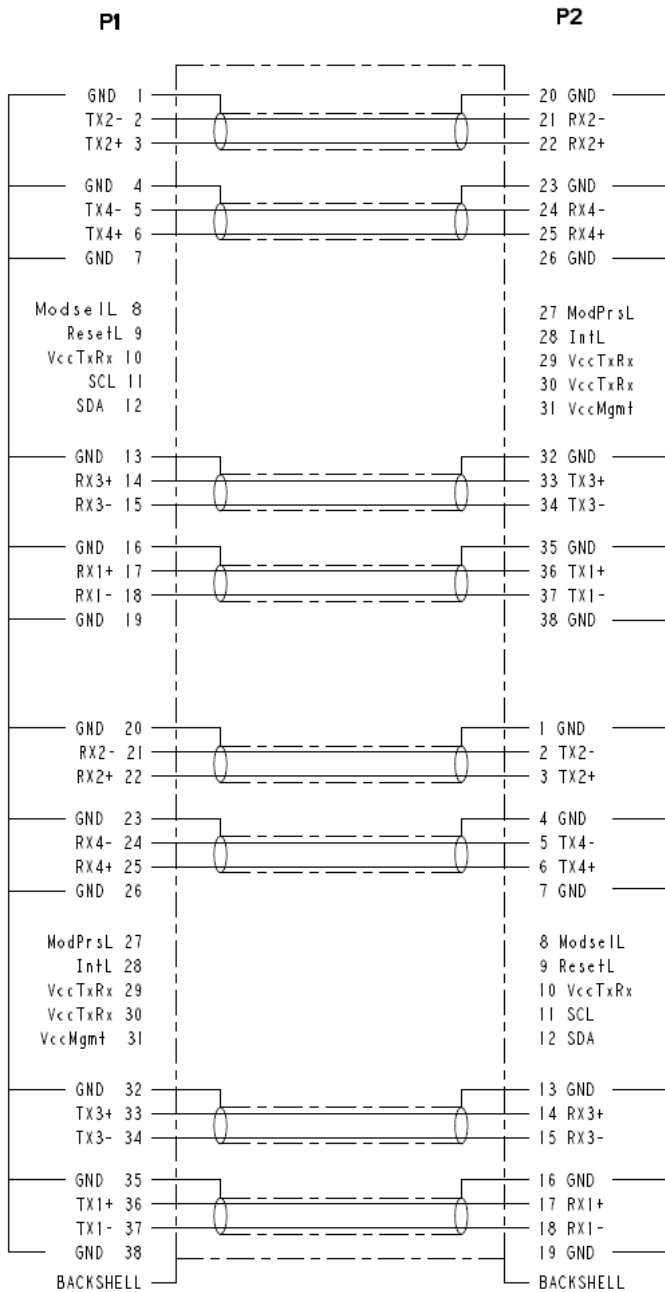 P1 P2
GND 1 20 GND
TX2- 2 21 RX2-
TX2+ 3 22 RX2+
GND 4 23 GND
TX4- 5 24 RX4-
TX4+ 6 25 RX4+
GND 7 26 GND
ModselL 8 27 ModPrsL
ResetL 9 28 IntL
VccTxRx 10 29 VccTxRx
SCL 11 30 VccTxRx
SDA 12 31 VccMgmt
GND 13 32 GND
RX3+ 14 33 TX3+
RX3- 15 34 TX3-
GND 16 35 GND
RX1+ 17 36 TX1+
RX1- 18 37 TX1-
GND 19 38 GND
GND 20 1 GND
RX2- 21 2 TX2-
RX2+ 22 3 TX2+
GND 23 4 GND
RX4- 24 5 TX4-
RX4+ 25 6 TX4+
GND 26 7 GND
ModPrsL 27 8 ModselL
IntL 28 9 ResetL
VccTxRx 29 10 VccTxRx
VccTxRx 30 11 SCL
VccMgmt 31 12 SDA
GND 32 13 GND
TX3+ 33 14 RX3+
TX3- 34 15 RX3-
GND 35 16 GND
TX1+ 36 17 RX1+
TX1- 37 18 RX1-
GND 38 19 GND
BACKSHELL BACKSHELL